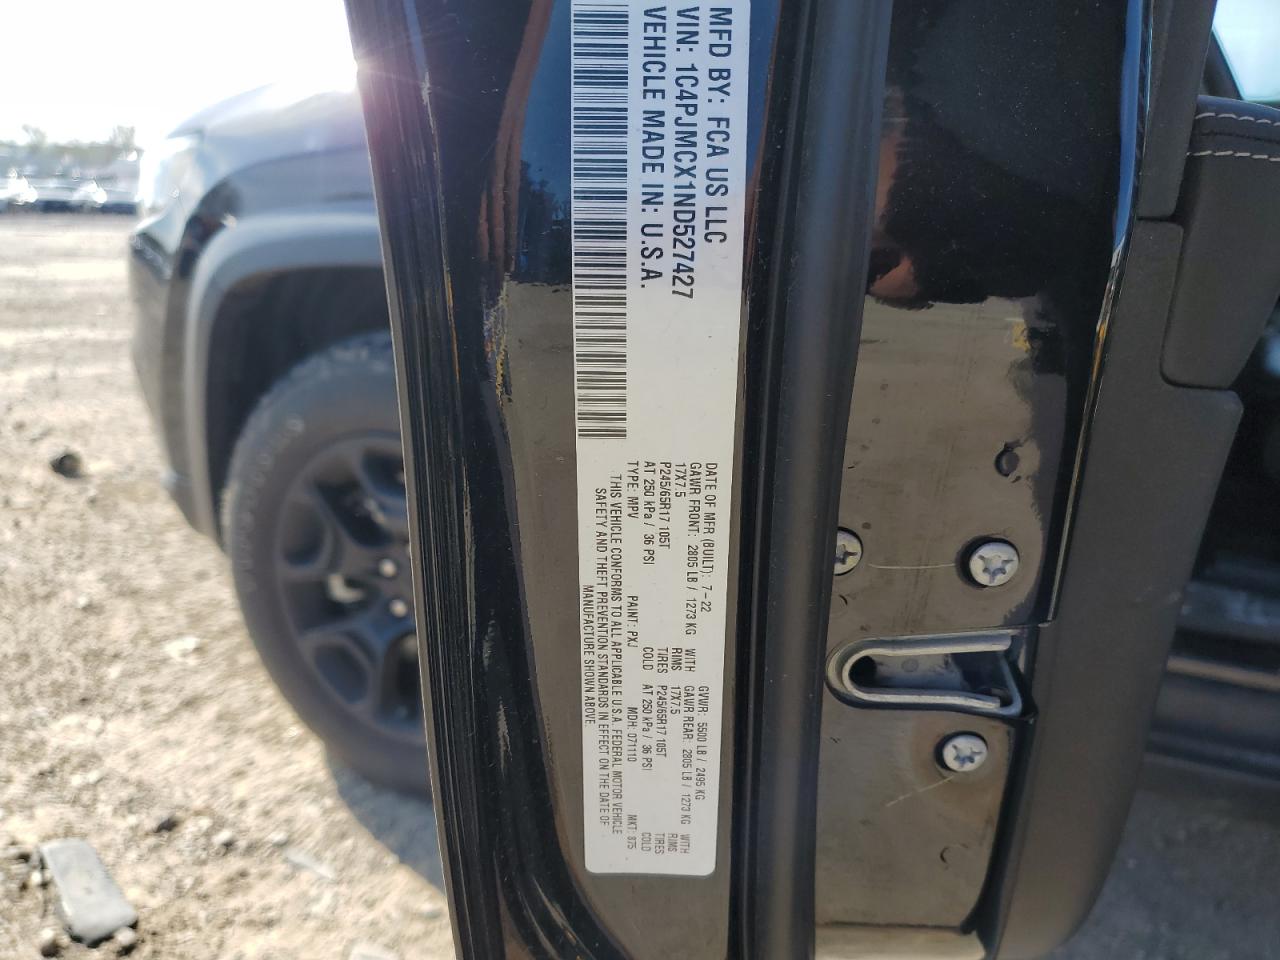 MFD BY: FCA US LLC
VIN: 1C4PJMCX1ND527427
VEHICLE MADE IN: U.S.A.
DATE OF MFR (BUILT): 7-22 GVWR: 5500 LB / 2495 KG
GAWR FRONT: 2805 LB / 1273 KG WITH GAWR REAR: 2805 LB / 1273 KG WITH
17X7.5 RIMS 17X7.5 RIMS
P245/65R17 105T TIRES P245/65R17 105T TIRES
AT 250 kPa / 36 PSI COLD AT 250 kPa / 36 PSI COLD
TYPE: MPV PAINT: PXJ MDH: 071110 MKT: 875
THIS VEHICLE CONFORMS TO ALL APPLICABLE U.S.A. FEDERAL MOTOR VEHICLE
SAFETY AND THEFT PREVENTION STANDARDS IN EFFECT ON THE DATE OF
MANUFACTURE SHOWN ABOVE